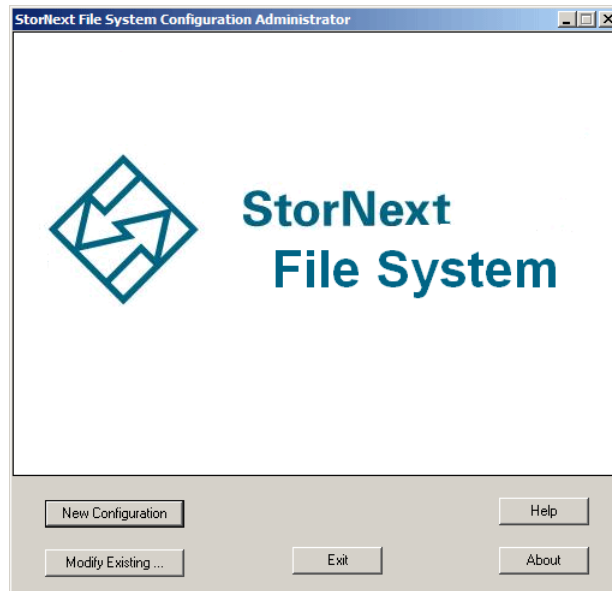 StorNext File System Configuration Administrator
StorNext
File System
New Configuration
Help
Modify Existing ...
Exit
About